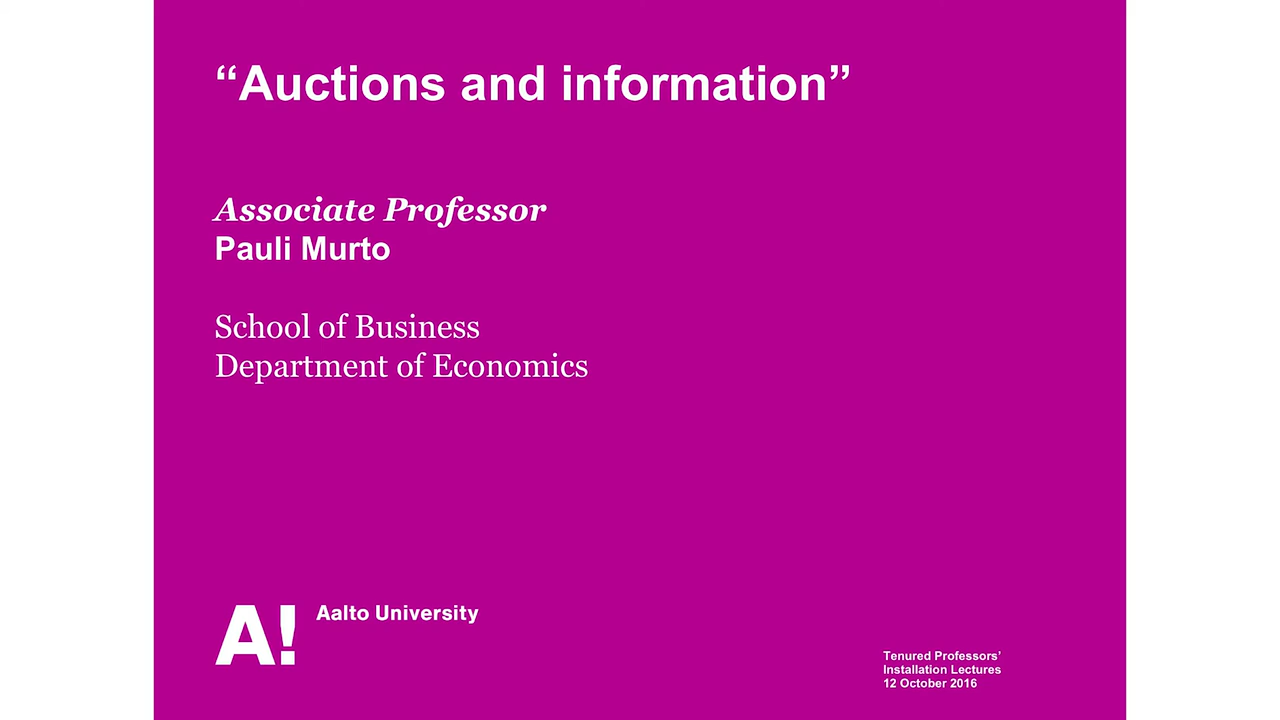 “Auctions and information”
Associate Professor
Pauli Murto
School of Business
Department of Economics
A! Aalto University
Tenured Professors’
Installation Lectures
12 October 2016